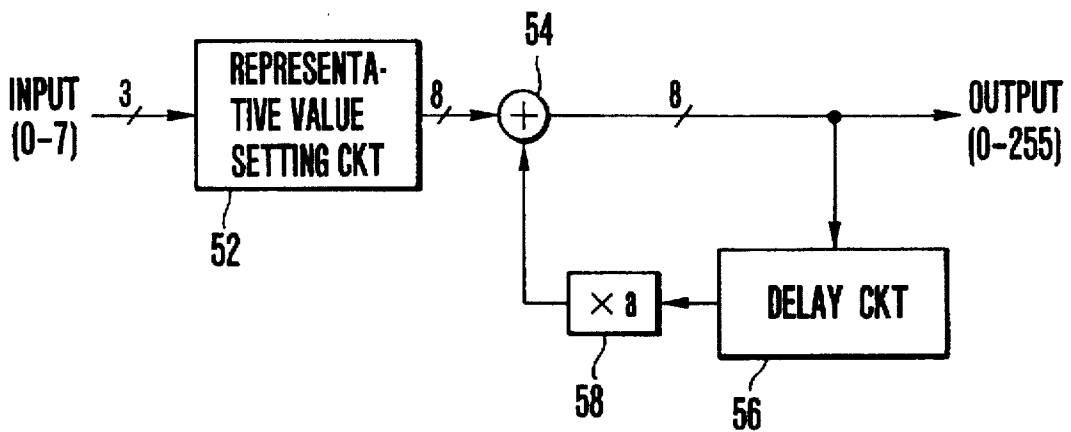 54
INPUT
(0-7)
3
REPRESENTA-
TIVE VALUE
SETTING CKT
8
+
8
OUTPUT
(0-255)
52
× a
DELAY CKT
58
56